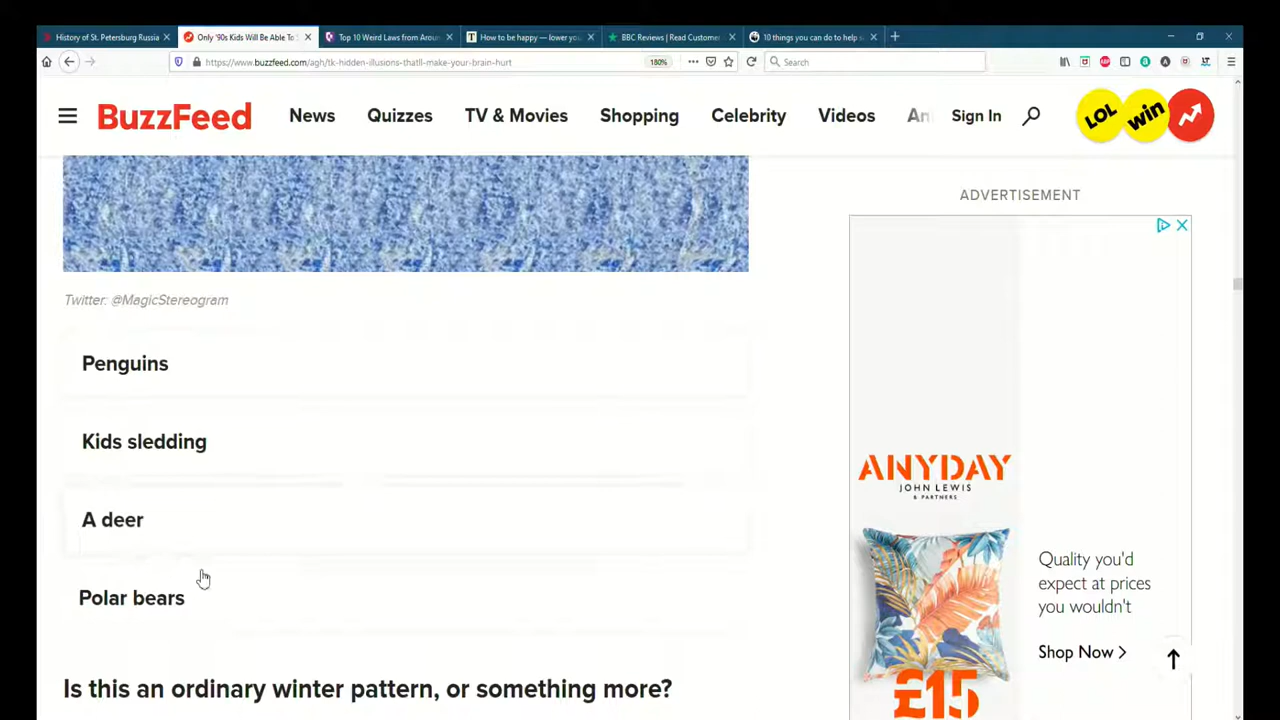 History of St. Petersburg Russia
Only '90s Kids Will Be Able To S
Top 10 Weird Laws from Arou
How to be happy — lower you
BBC Reviews | Read Customer
10 things you can do to help s
https://www.buzzfeed.com/agh/tk-hidden-illusions-thatll-make-your-brain-hurt
180%
Search
BuzzFeed
News
Quizzes
TV & Movies
Shopping
Celebrity
Videos
An
Sign In
LOL
win
ADVERTISEMENT
Twitter: @MagicStereogram
Penguins
Kids sledding
A deer
Polar bears
Is this an ordinary winter pattern, or something more?
ANYDAY
JOHN LEWIS
& PARTNERS
Quality you'd
expect at prices
you wouldn't
Shop Now
£15